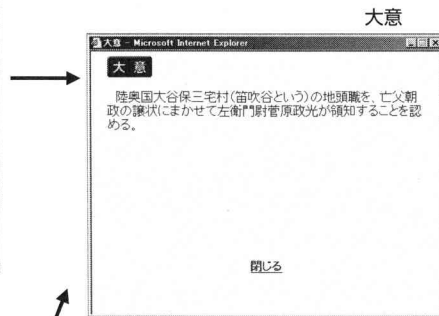 大意
大意 - Microsoft Internet Explorer
大 意
陸奥国大谷保三宅村(笛吹谷という)の地頭職を、亡父朝
政の譲状にまかせて左衛門尉菅原政光が領知することを認
める。
閉じる